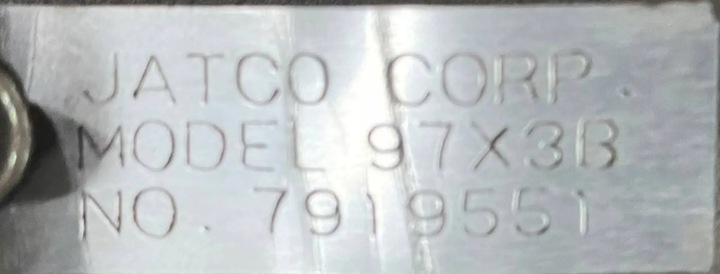 JATCO CORP.
MODEL 97X3B
NO. 7919551